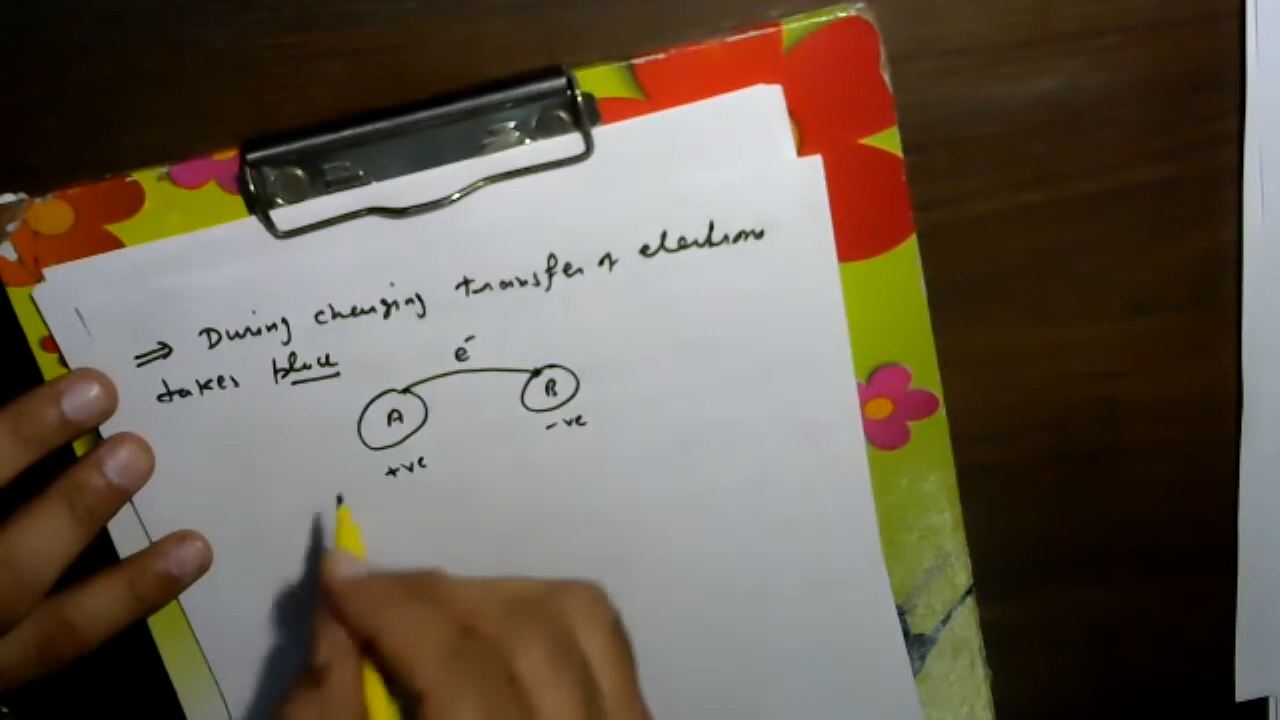 ⇒ During charging transfer of electrons
takes place
e⁻
A
B
-ve
+ve